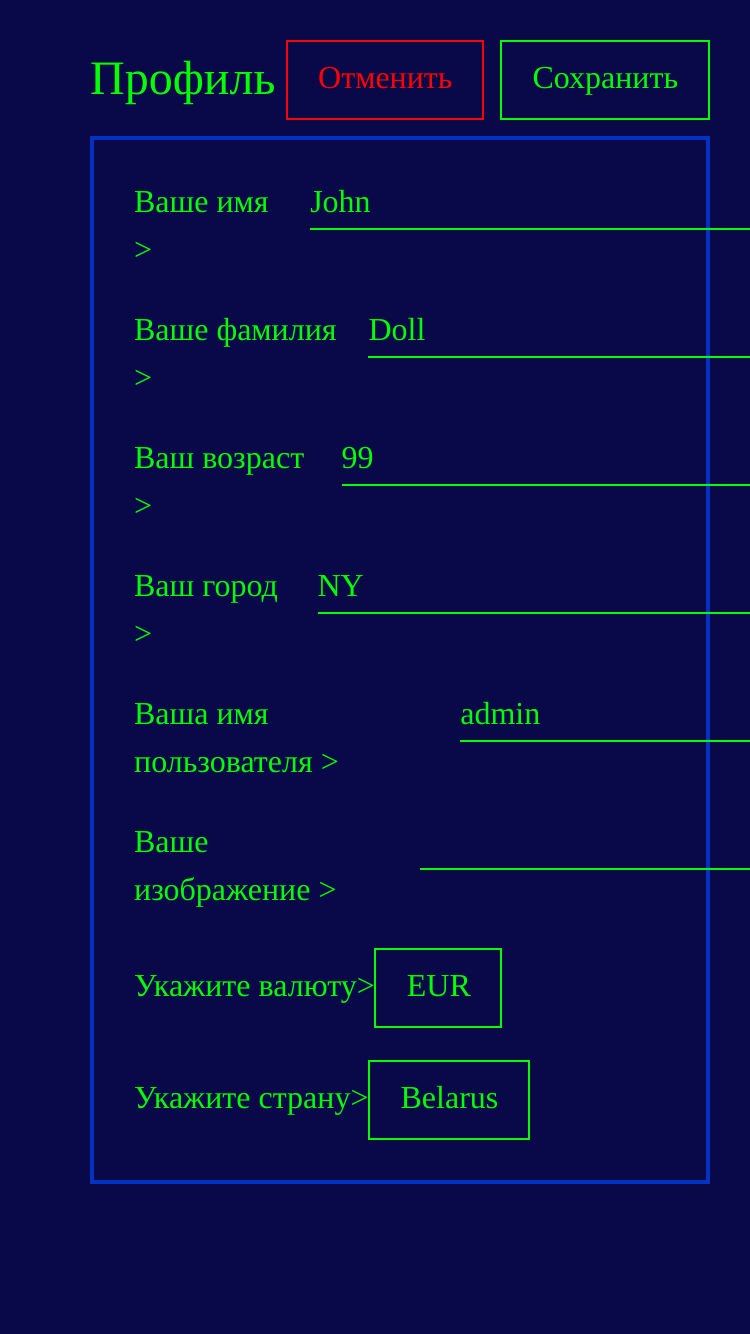 Профиль Отменить Сохранить
Ваше имя John
>
Ваше фамилия Doll
>
Ваш возраст 99
>
Ваш город NY
>
Ваша имя admin
пользователя >
Ваше
изображение >
Укажите валюту> EUR
Укажите страну> Belarus